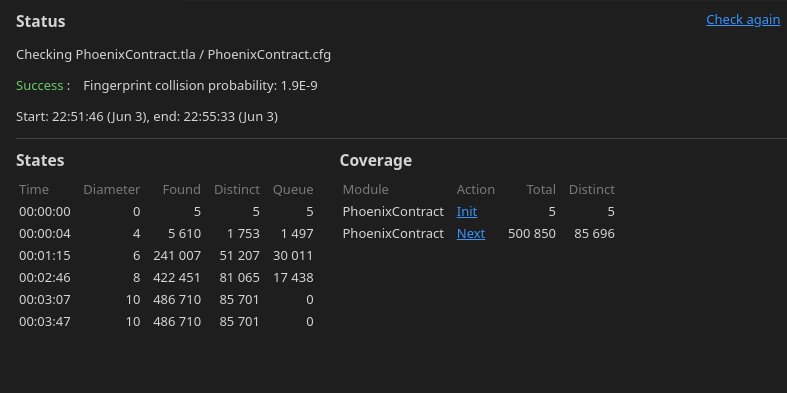 Status
Check again
Checking PhoenixContract.tla / PhoenixContract.cfg
Success : Fingerprint collision probability: 1.9E-9
Start: 22:51:46 (Jun 3), end: 22:55:33 (Jun 3)
States
Time Diameter Found Distinct Queue
00:00:00 0 5 5 5
00:00:04 4 5 610 1 753 1 497
00:01:15 6 241 007 51 207 30 011
00:02:46 8 422 451 81 065 17 438
00:03:07 10 486 710 85 701 0
00:03:47 10 486 710 85 701 0
Coverage
Module Action Total Distinct
PhoenixContract Init 5 5
PhoenixContract Next 500 850 85 696